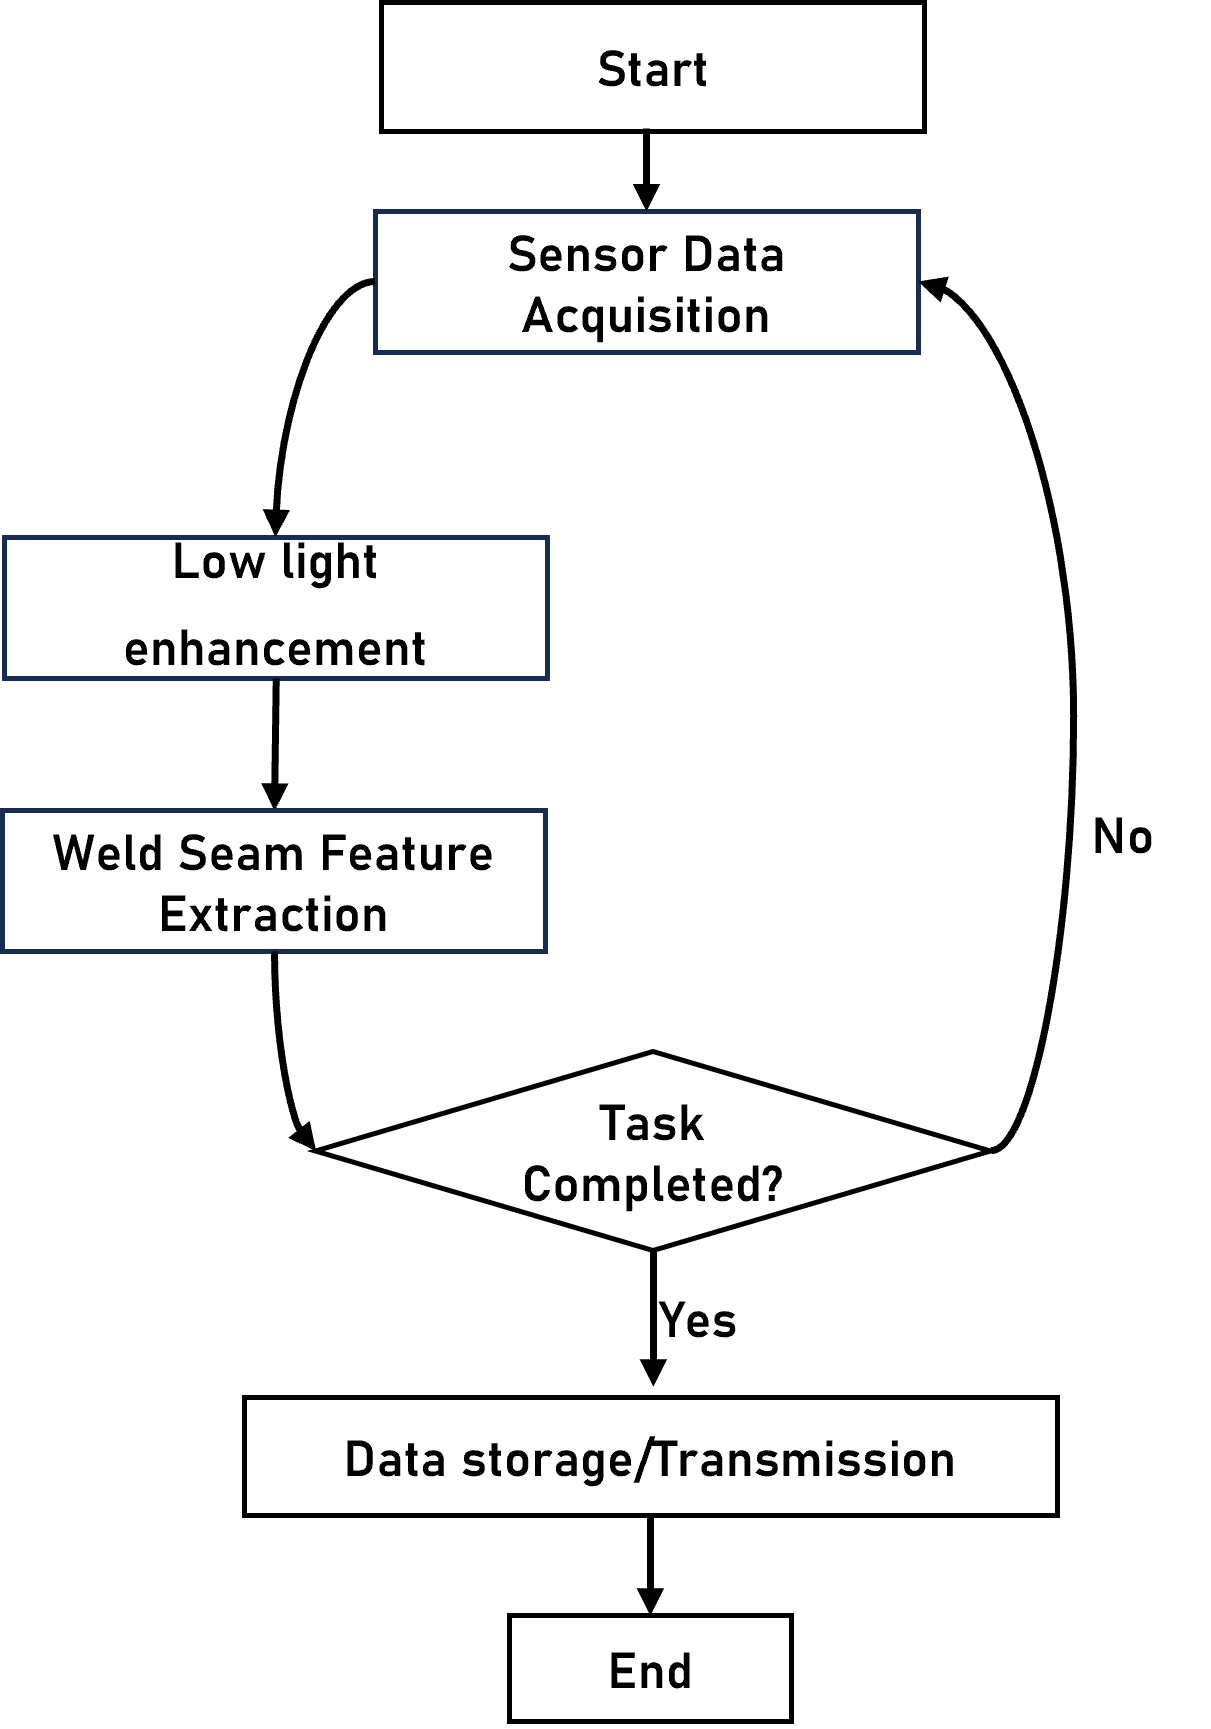 Start
Sensor Data
Acquisition
Low light
enhancement
Weld Seam Feature
Extraction
No
Task
Completed?
Yes
Data storage/Transmission
End